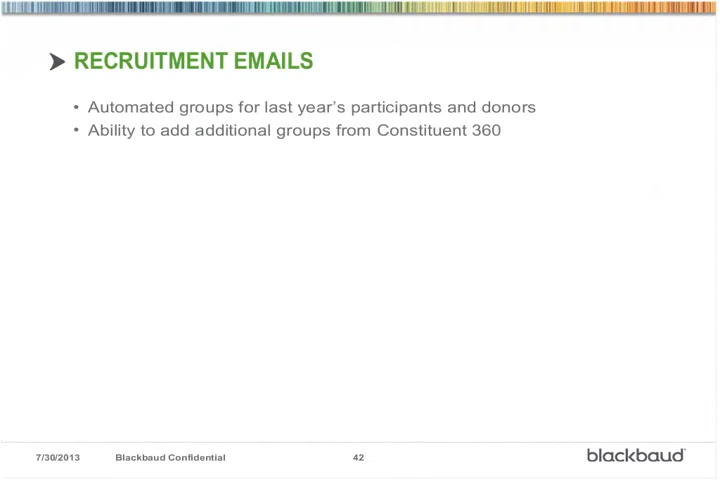 RECRUITMENT EMAILS
• Automated groups for last year's participants and donors
• Ability to add additional groups from Constituent 360
7/30/2013 Blackbaud Confidential 42 blackbaud